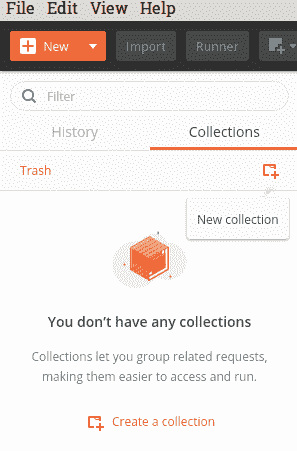 File Edit View Help
New Import Runner
Filter
History Collections
Trash
New collection
You don't have any collections
Collections let you group related requests,
making them easier to access and run.
Create a collection